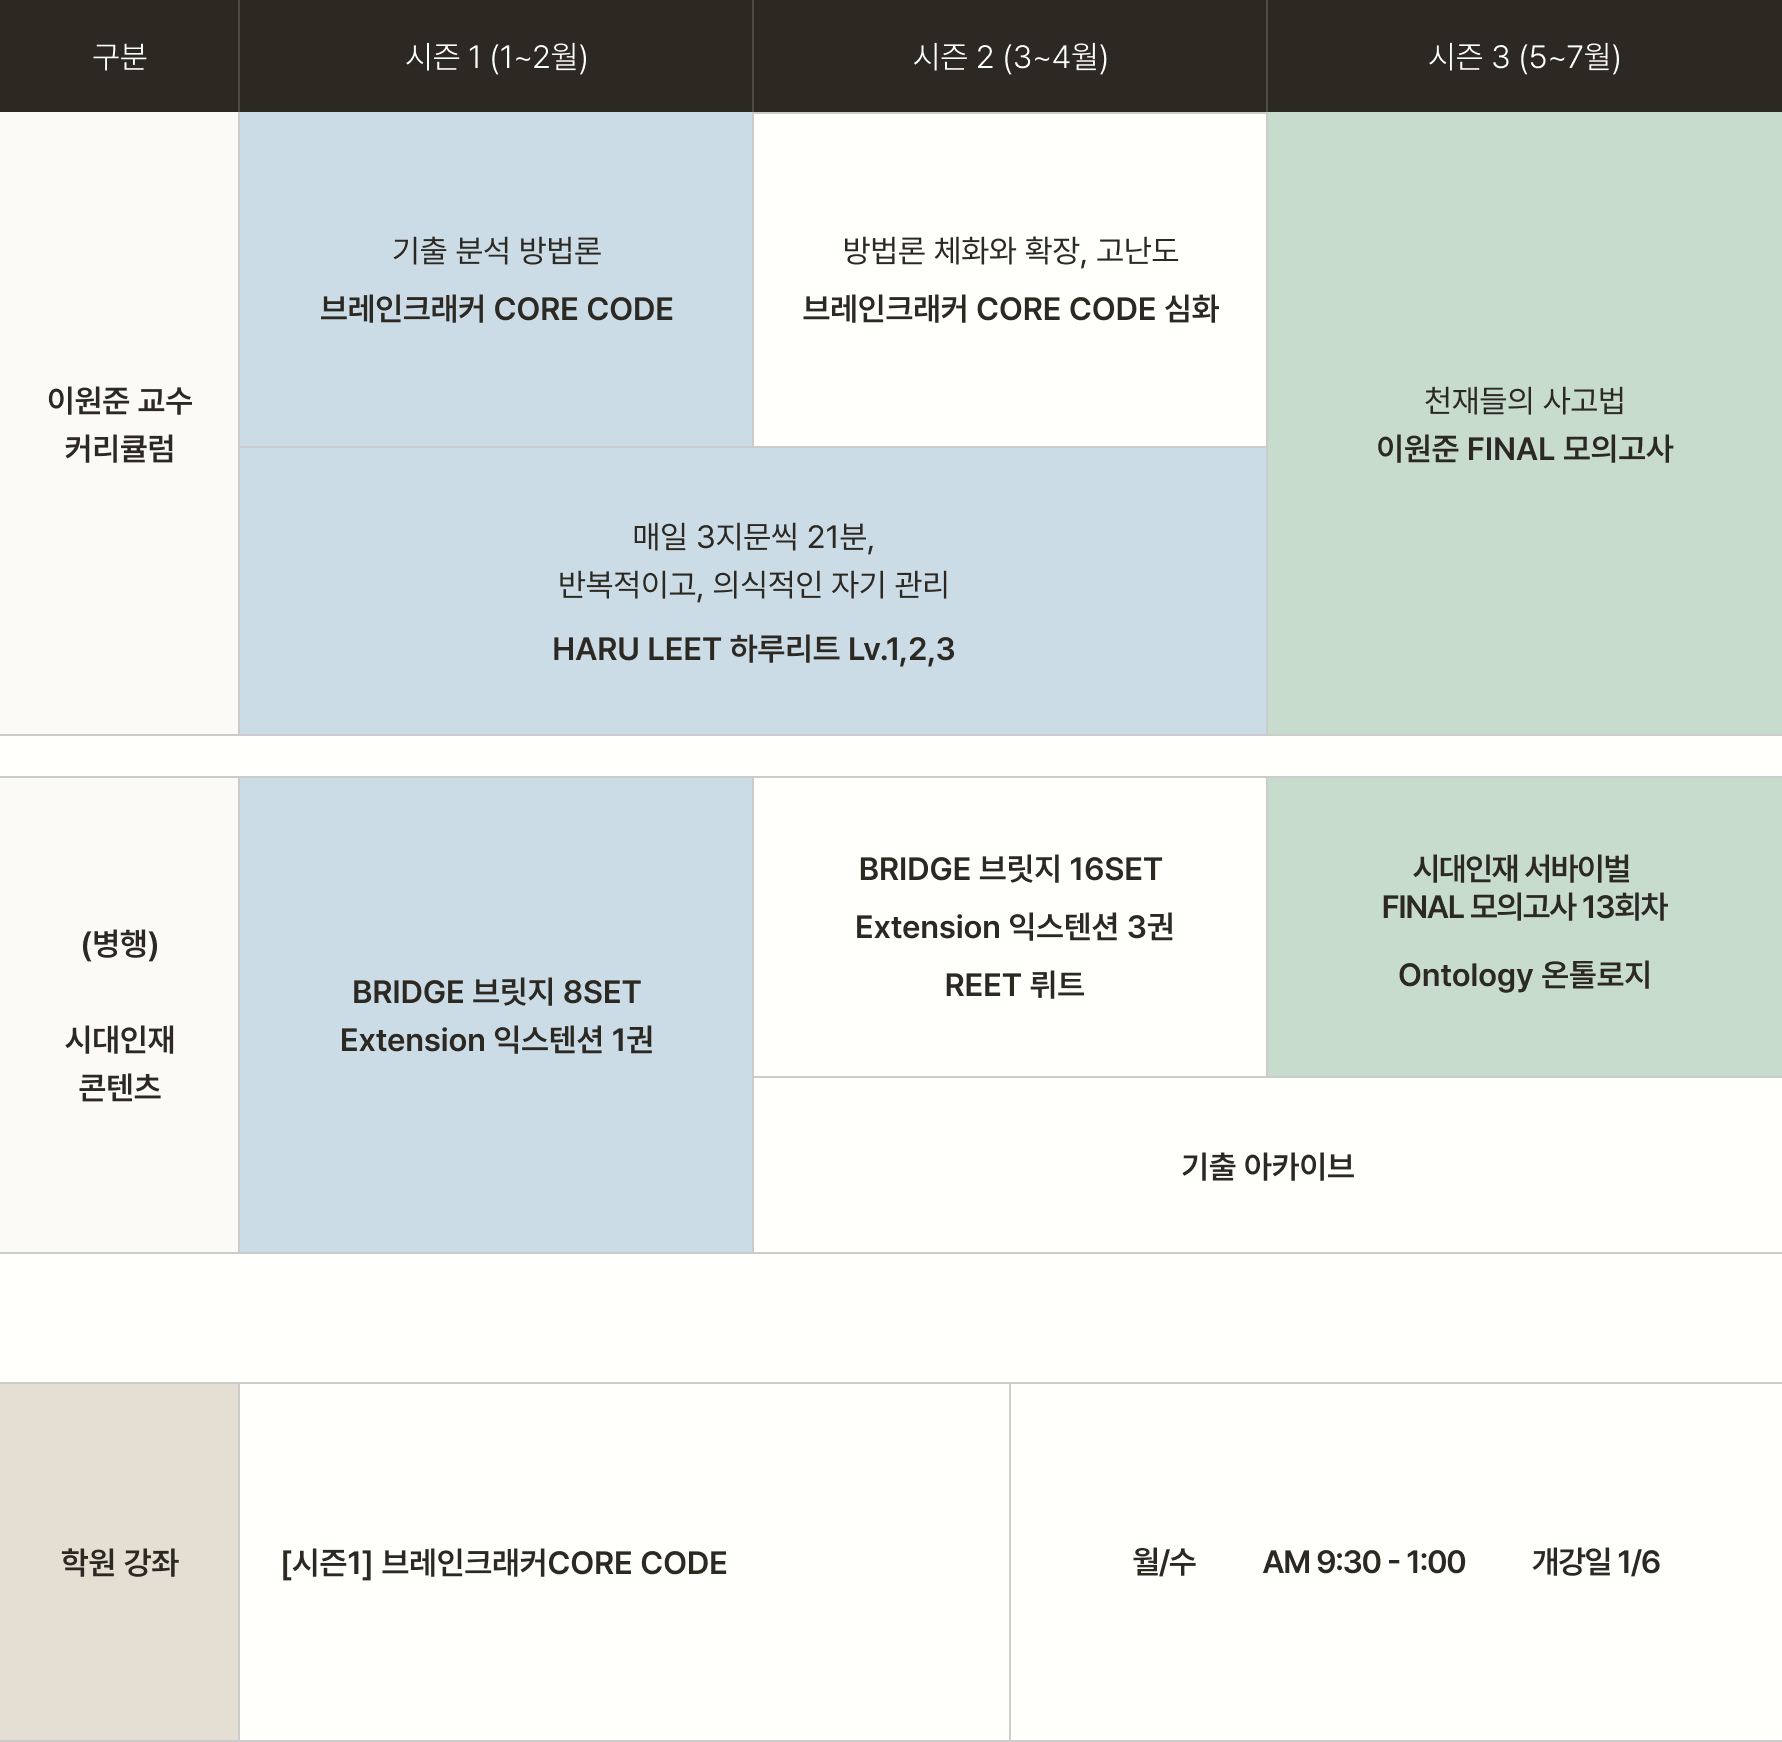 구분
시즌 1 (1~2월)
시즌 2 (3~4월)
시즌 3 (5~7월)
이원준 교수
커리큘럼
기출 분석 방법론
브레인크래커 CORE CODE
방법론 체화와 확장, 고난도
브레인크래커 CORE CODE 심화
매일 3지문씩 21분,
반복적이고, 의식적인 자기 관리
HARU LEET 하루리트 Lv.1,2,3
천재들의 사고법
이원준 FINAL 모의고사
(병행)
시대인재
콘텐츠
BRIDGE 브릿지 8SET
Extension 익스텐션 1권
BRIDGE 브릿지 16SET
Extension 익스텐션 3권
REET 뤼트
시대인재 서바이벌
FINAL 모의고사 13회차
Ontology 온톨로지
기출 아카이브
학원 강좌
[시즌1] 브레인크래커CORE CODE
월/수 AM 9:30 - 1:00 개강일 1/6